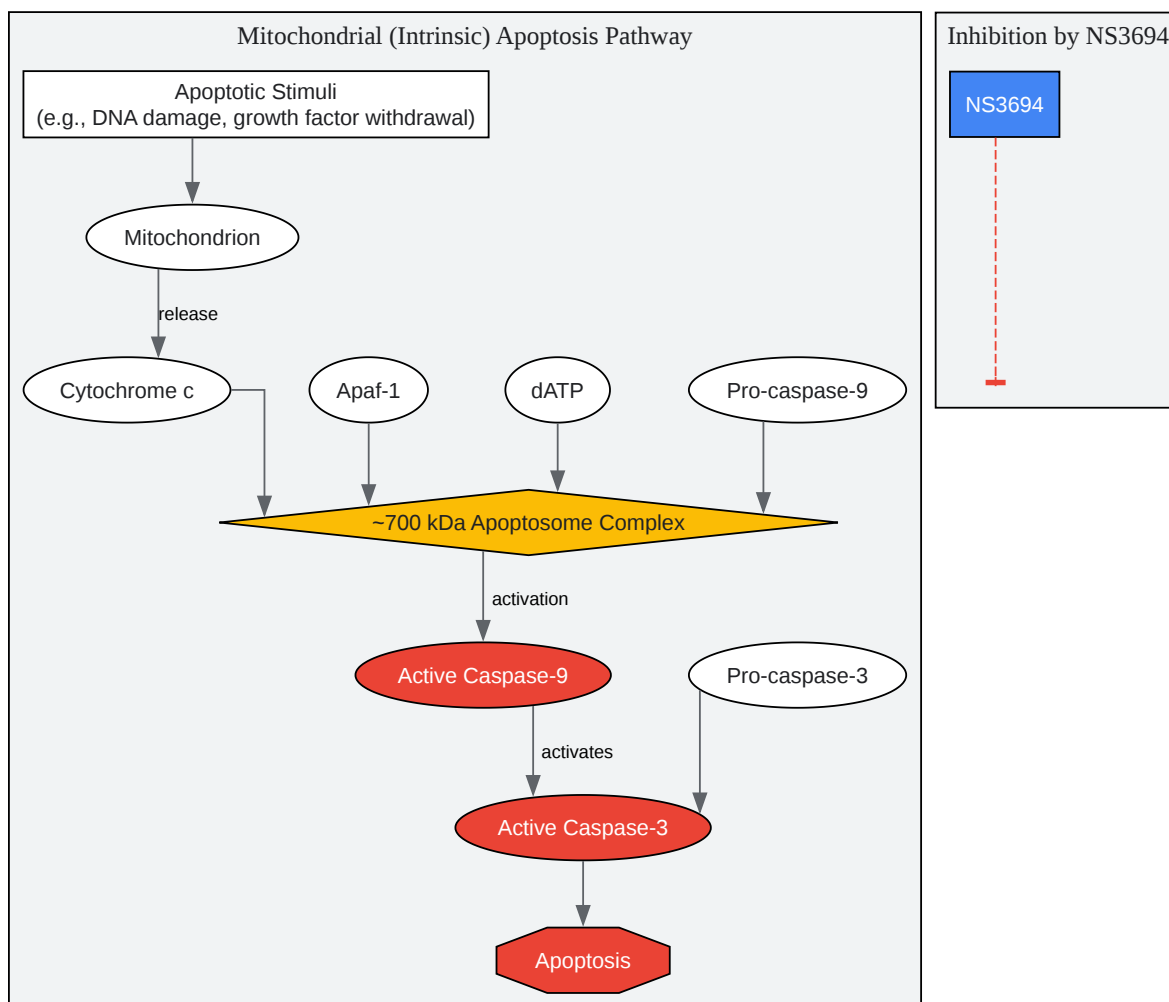 Mitochondrial (Intrinsic) Apoptosis Pathway
Apoptotic Stimuli
(e.g., DNA damage, growth factor withdrawal)
Mitochondrion
release
Cytochrome c
Apaf-1
dATP
Pro-caspase-9
~700 kDa Apoptosome Complex
activation
Active Caspase-9
Pro-caspase-3
activates
Active Caspase-3
Apoptosis
Inhibition by NS3694
NS3694